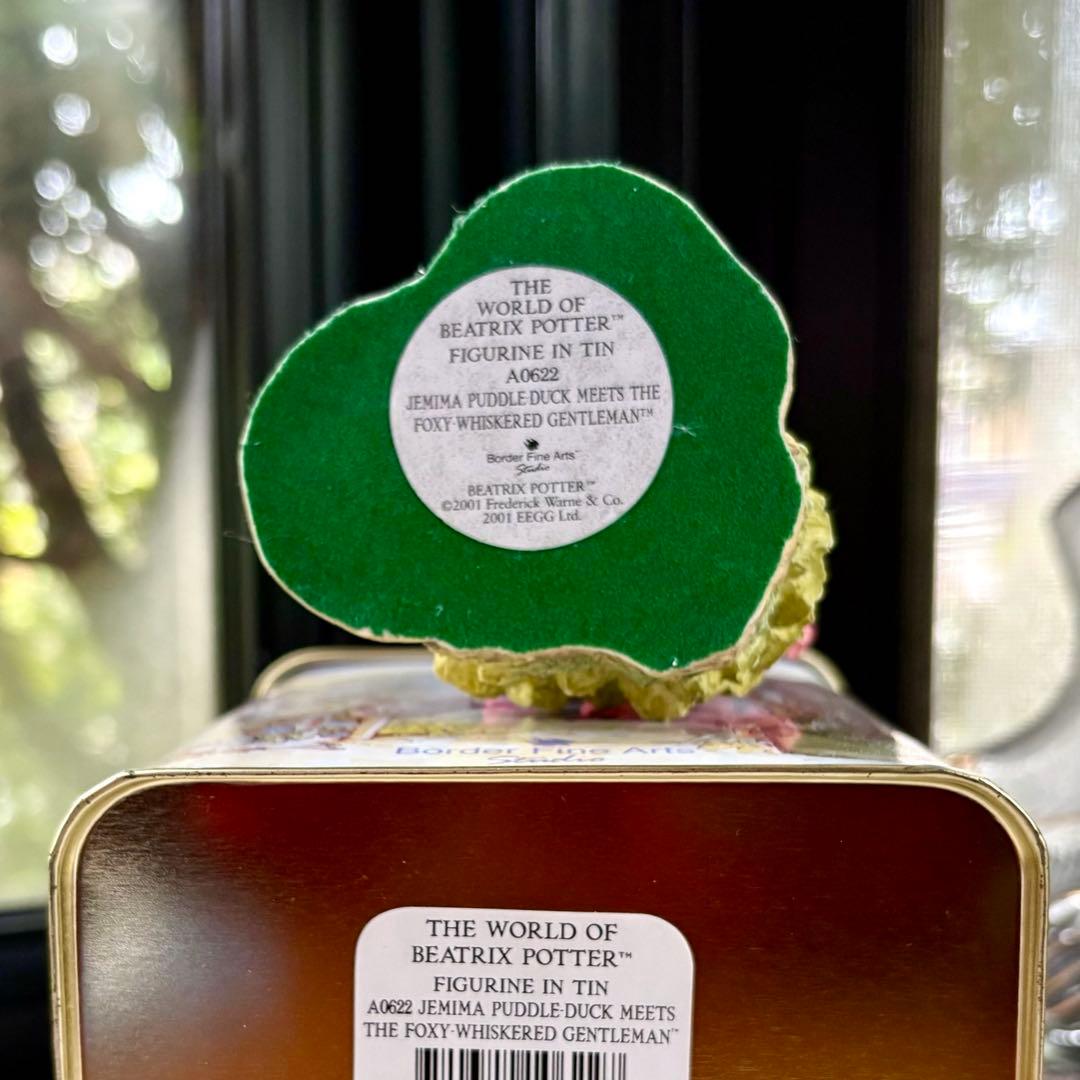 THE
WORLD OF
BEATRIX POTTER™
FIGURINE IN TIN
A0622
JEMIMA PUDDLE-DUCK MEETS THE
FOXY-WHISKERED GENTLEMAN™
Border Fine Arts™
Studio
BEATRIX POTTER™
©2001 Frederick Warne & Co.
2001 EEGG Ltd.
Border Fine Arts
Studio
THE WORLD OF
BEATRIX POTTER™
FIGURINE IN TIN
A0622 JEMIMA PUDDLE-DUCK MEETS
THE FOXY-WHISKERED GENTLEMAN™